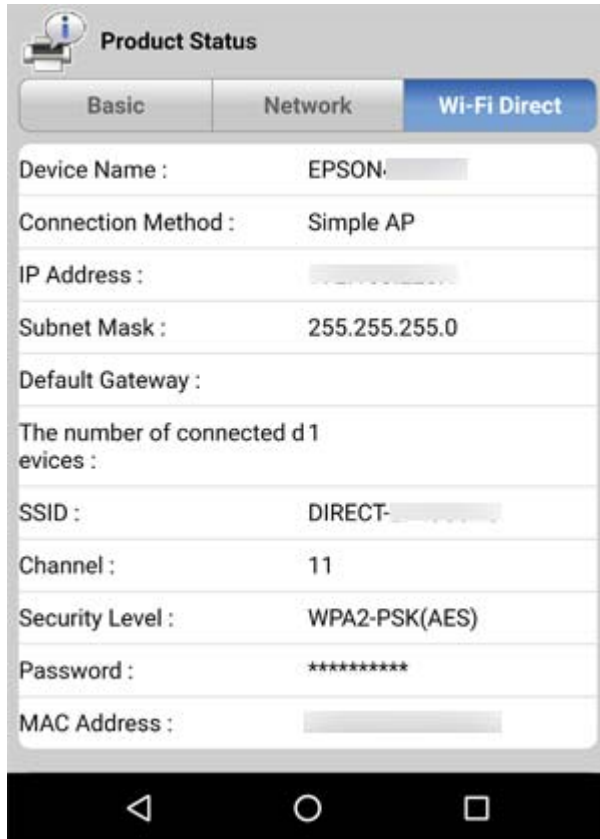 Product Status
Basic Network Wi-Fi Direct
Device Name : EPSON
Connection Method : Simple AP
IP Address :
Subnet Mask : 255.255.255.0
Default Gateway :
The number of connected d 1
evices :
SSID : DIRECT-
Channel : 11
Security Level : WPA2-PSK(AES)
Password : **********
MAC Address :